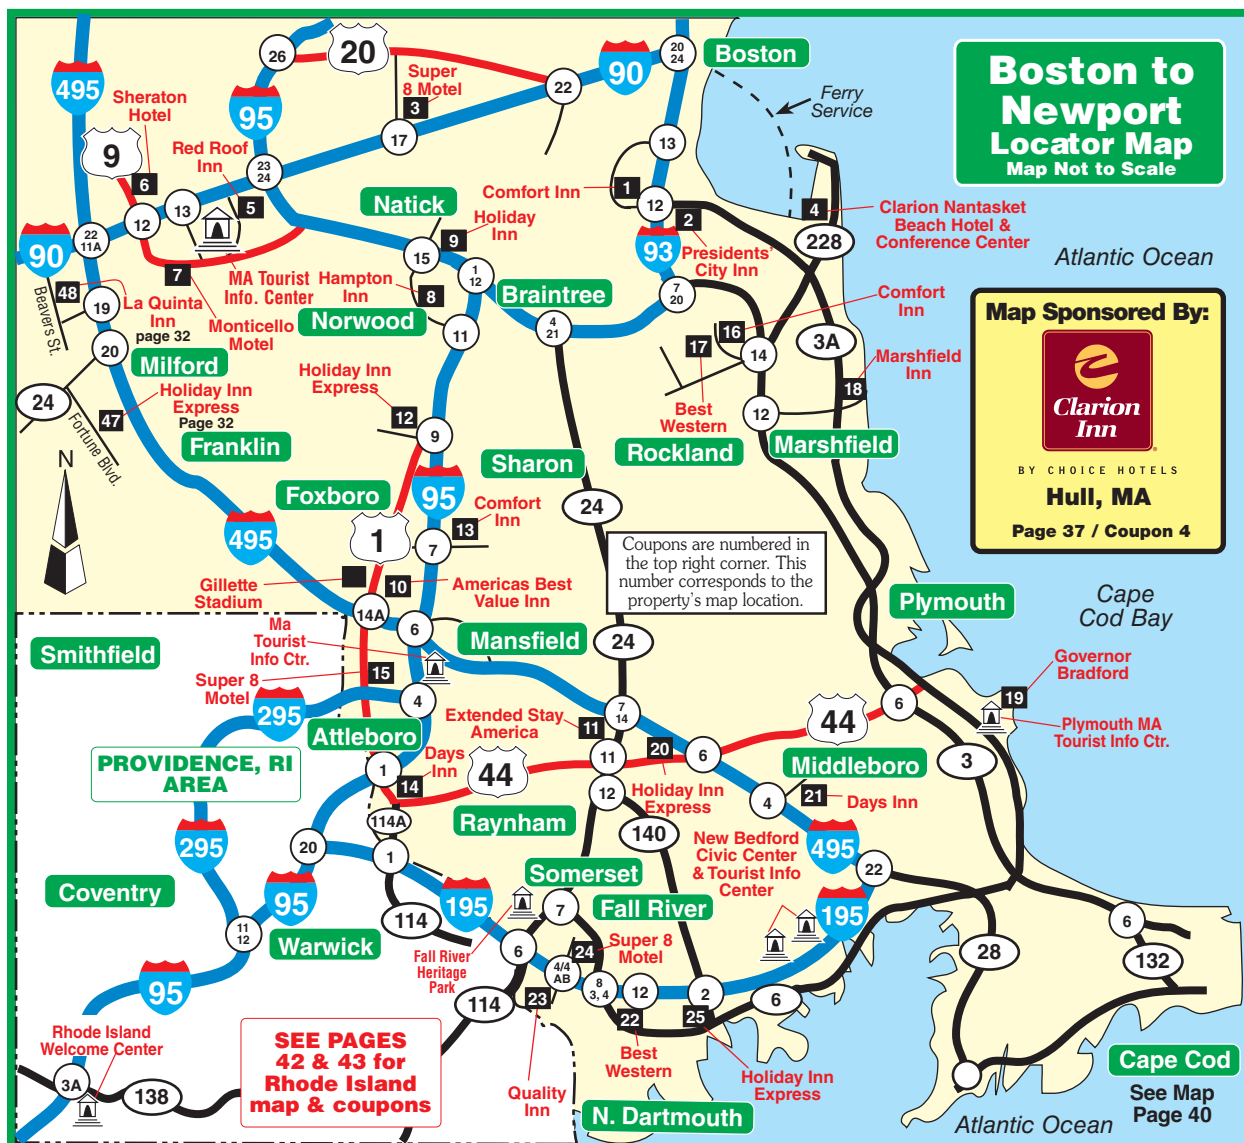 Boston to
Newport
Locator Map
Map Not to Scale
495
26
20
90
20
24
Boston
95
Super
8 Motel
3
22
Ferry
Service
Sheraton
Hotel
9
6
Red Roof
Inn
5
23
24
17
13
13
12
22
11A
90
7
MA Tourist
Info. Center
Monticello
Motel
Natick
15
9
Holiday
Inn
Hampton
Inn
8
Norwood
1
12
11
Comfort Inn
1
12
2
Presidents'
City Inn
93
4
228
Clarion Nantasket
Beach Hotel &
Conference Center
Atlantic Ocean
Braintree
4
21
7
20
Comfort
Inn
16
17
14
3A
Marshfield
Inn
18
Best
Western
12
Rockland
Marshfield
Map Sponsored By:
Clarion
Inn
BY CHOICE HOTELS
Hull, MA
Page 37 / Coupon 4
Beavers St.
48
La Quinta
Inn
page 32
19
20
Milford
24
47
Holiday Inn
Express
Page 32
Fortune Blvd.
Franklin
N
Holiday Inn
Express
12
9
Foxboro
95
Sharon
24
495
1
7
13
Comfort
Inn
Coupons are numbered in
the top right corner. This
number corresponds to the
property's map location.
Gillette
Stadium
10
Americas Best
Value Inn
14A
6
Mansfield
24
Plymouth
Cape
Cod Bay
Smithfield
Ma
Tourist
Info Ctr.
15
Super 8
Motel
4
295
Attleboro
Extended Stay
America
11
7
14
44
6
19
Governor
Bradford
Plymouth MA
Tourist Info Ctr.
PROVIDENCE, RI
AREA
1
Days
Inn
14
44
11
20
6
Holiday Inn
Express
Middleboro
4
21
Days Inn
3
12
114A
Raynham
140
295
20
1
New Bedford
Civic Center
& Tourist Info
Center
495
22
Coventry
95
11
12
Warwick
114
195
Somerset
7
Fall River
195
6
Fall River
Heritage
Park
24
Super 8
Motel
4/4
AB
8
3, 4
12
2
6
28
6
132
95
114
23
22
25
Best
Western
Holiday Inn
Express
Quality
Inn
Rhode Island
Welcome Center
3A
138
SEE PAGES
42 & 43 for
Rhode Island
map & coupons
N. Dartmouth
Atlantic Ocean
Cape Cod
See Map
Page 40